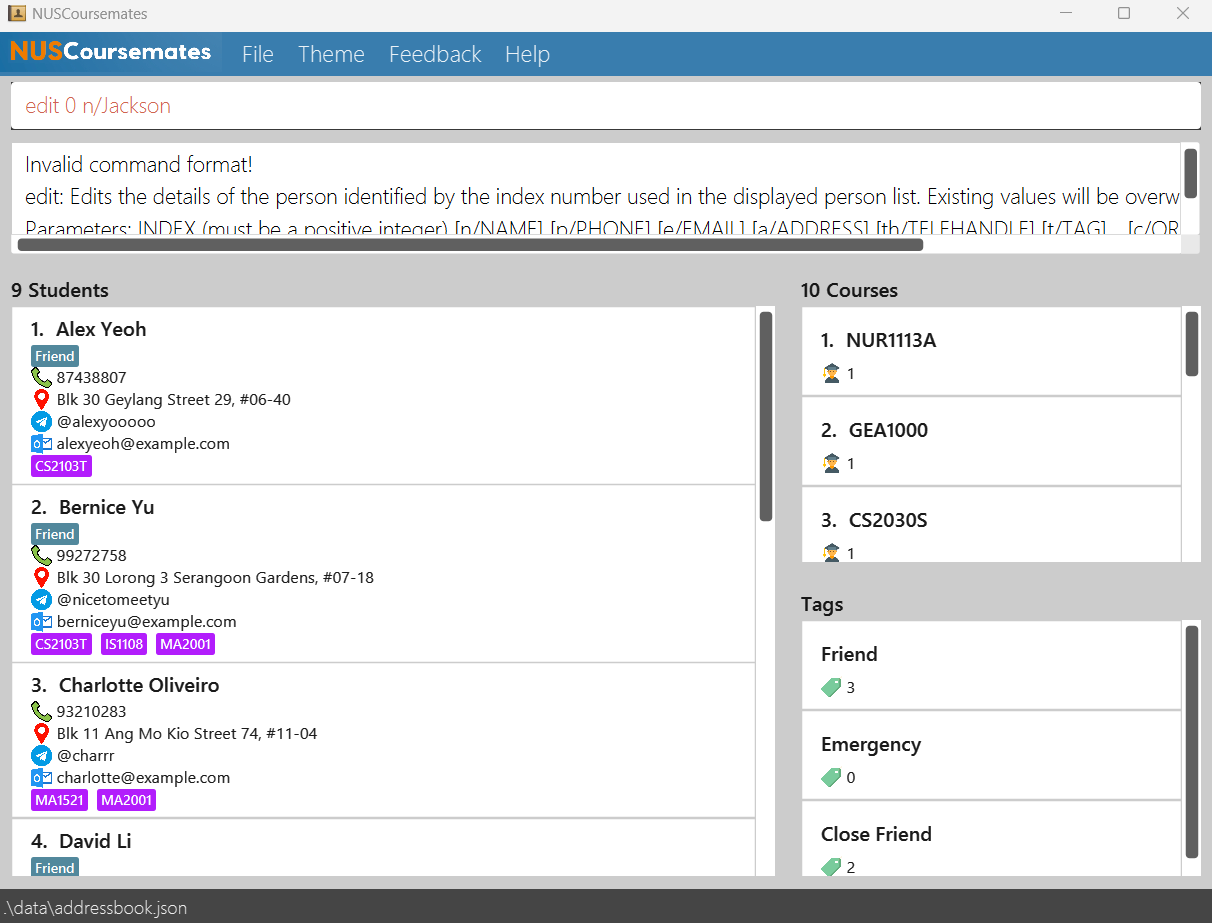 NUSCoursemates
NUSCoursemates File Theme Feedback Help
edit 0 n/Jackson
Invalid command format!
edit: Edits the details of the person identified by the index number used in the displayed person list. Existing values will be overw
Parameters: INDEX (must be a positive integer) [n/NAME] [p/PHONE] [e/EMAIL] [a/ADDRESS] [th/TELEHANDLE] [t/TAG]... [c/OR
9 Students
1. Alex Yeoh
Friend
87438807
Blk 30 Geylang Street 29, #06-40
@alexyooooo
alexyeoh@example.com
CS2103T
2. Bernice Yu
Friend
99272758
Blk 30 Lorong 3 Serangoon Gardens, #07-18
@nicetomeetyu
berniceyu@example.com
CS2103T IS1108 MA2001
3. Charlotte Oliveiro
93210283
Blk 11 Ang Mo Kio Street 74, #11-04
@charrr
charlotte@example.com
MA1521 MA2001
4. David Li
Friend
10 Courses
1. NUR1113A
1
2. GEA1000
1
3. CS2030S
1
Tags
Friend
3
Emergency
0
Close Friend
2
.\data\addressbook.json